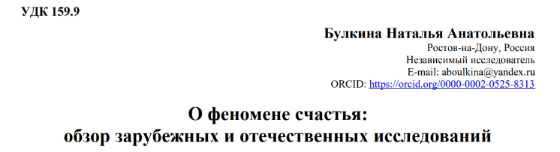 УДК 159.9
Булкина Наталья Анатольевна
Ростов-на-Дону, Россия
Независимый исследователь
E-mail: aboulkina@yandex.ru
ORCID: https://orcid.org/0000-0002-0525-8313
О феномене счастья:
обзор зарубежных и отечественных исследований